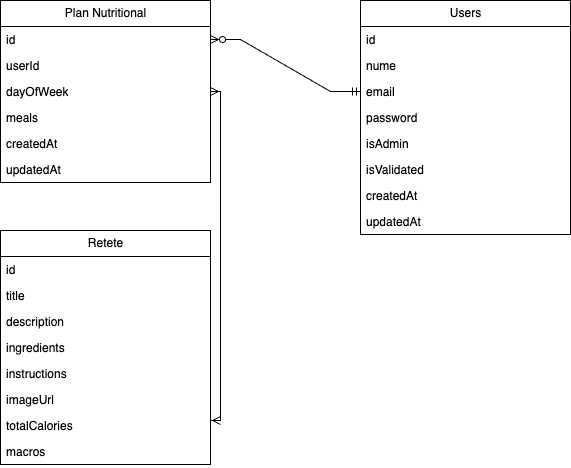 Plan Nutritional
id
userId
dayOfWeek
meals
createdAt
updatedAt
Users
id
nume
email
password
isAdmin
isValidated
createdAt
updatedAt
Retete
id
title
description
ingredients
instructions
imageUrl
totalCalories
macros